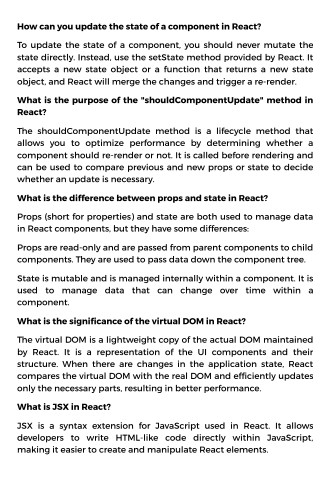 How can you update the state of a component in React?
To update the state of a component, you should never mutate the
state directly. Instead, use the setState method provided by React. It
accepts a new state object or a function that returns a new state
object, and React will merge the changes and trigger a re-render.
What is the purpose of the "shouldComponentUpdate" method in
React?
The shouldComponentUpdate method is a lifecycle method that
allows you to optimize performance by determining whether a
component should re-render or not. It is called before rendering and
can be used to compare previous and new props or state to decide
whether an update is necessary.
What is the difference between props and state in React?
Props (short for properties) and state are both used to manage data
in React components, but they have some differences:
Props are read-only and are passed from parent components to child
components. They are used to pass data down the component tree.
State is mutable and is managed internally within a component. It is
used to manage data that can change over time within a
component.
What is the significance of the virtual DOM in React?
The virtual DOM is a lightweight copy of the actual DOM maintained
by React. It is a representation of the UI components and their
structure. When there are changes in the application state, React
compares the virtual DOM with the real DOM and efficiently updates
only the necessary parts, resulting in better performance.
What is JSX in React?
JSX is a syntax extension for JavaScript used in React. It allows
developers to write HTML-like code directly within JavaScript,
making it easier to create and manipulate React elements.